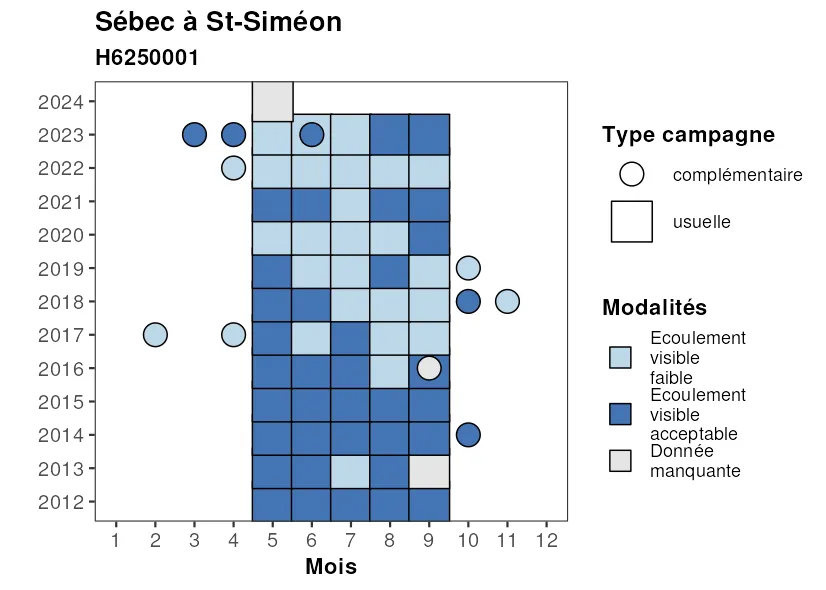 Sébec à St-Siméon
H6250001
2024
2023
2022
2021
2020
2019
2018
2017
2016
2015
2014
2013
2012
1 2 3 4 5 6 7 8 9 10 11 12
Mois
Type campagne
complémentaire
usuelle
Modalités
Ecoulement
visible
faible
Ecoulement
visible
acceptable
Donnée
manquante